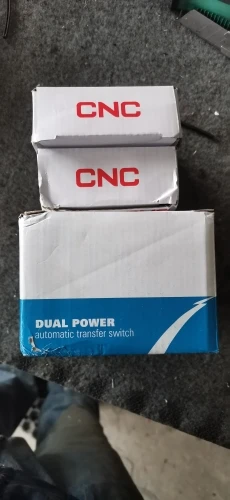 CNC
CNC
DUAL POWER
automatic transfer switch